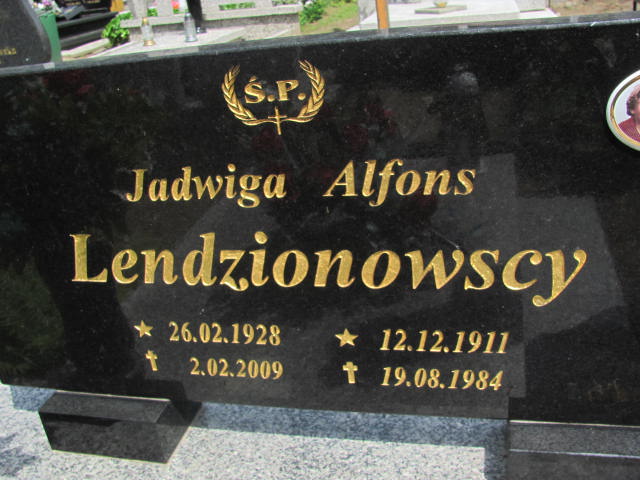 Ś.P.
Jadwiga Alfons
Lendzionowscy
★ 26.02.1928 ★ 12.12.1911
✝ 2.02.2009 ✝ 19.08.1984